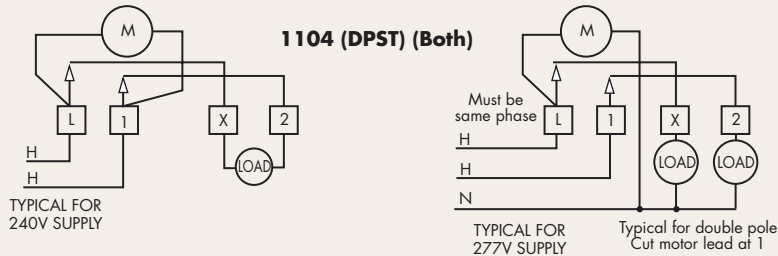 1104 (DPST) (Both)
M
L
1
X
2
H
H
LOAD
TYPICAL FOR
240V SUPPLY
M
Must be
same phase
L
1
X
2
H
H
N
LOAD
LOAD
TYPICAL FOR
277V SUPPLY
Typical for double pole
Cut motor lead at 1